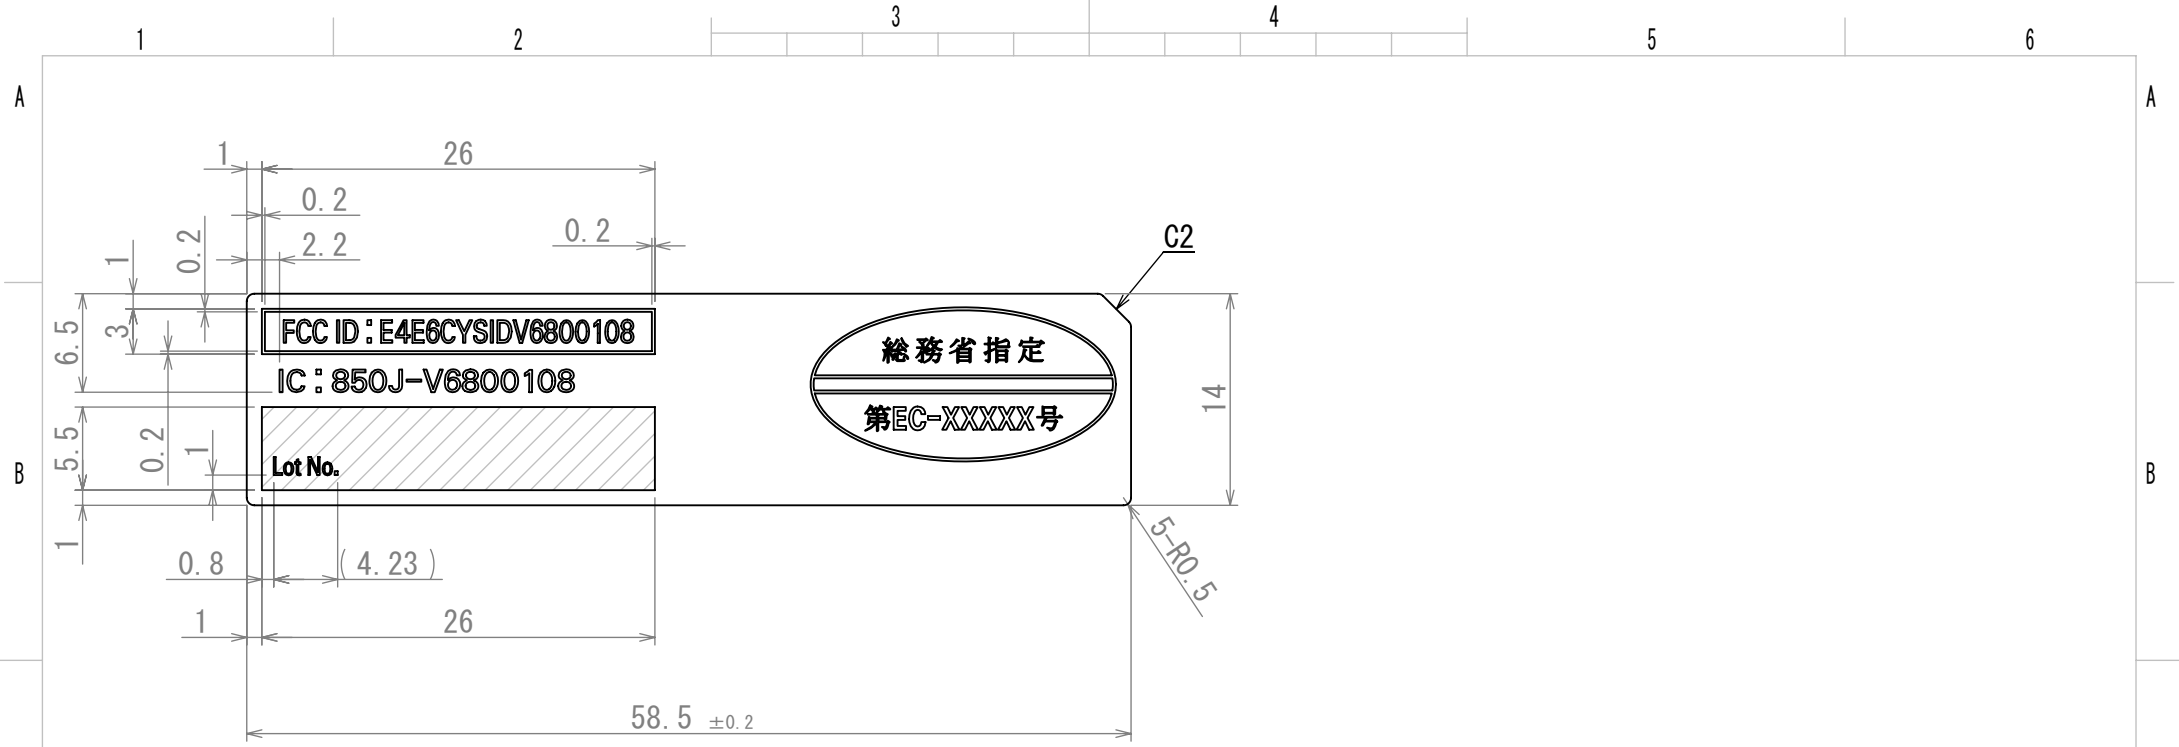 1 2 3 4 5 6
A A
1 26
0.2
0.2 2.2 0.2 C2
1
3
6.5
FCC ID : E4E6CYSIDV6800108
総務省指定
IC : 850J-V6800108
14
第EC-XXXXX号
5.5 0.2 1
Lot No.
B B
1
0.8 (4.23)
5-R0.5
1 26
58.5 ±0.2